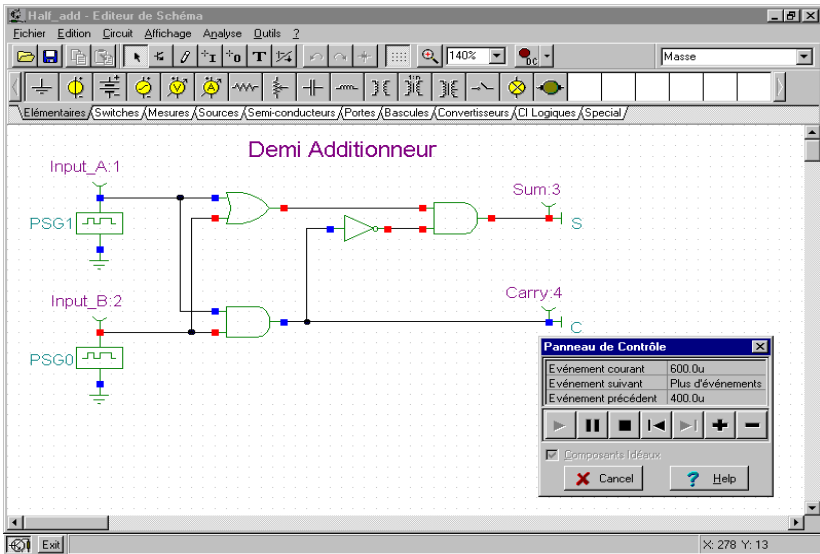 Half_add - Editeur de Schéma
Fichier Edition Circuit Affichage Analyse Outils ?
T 140% DC Masse
V A 1:n
Elémentaires Switches Mesures Sources Semi-conducteurs Portes Bascules Convertisseurs CI Logiques Special
Demi Additionneur
Input_A:1
Sum:3
PSG1
S
Input_B:2
Carry:4
C
PSG0
Panneau de Contrôle
Evénement courant 600.0u
Evénement suivant Plus d'événements
Evénement précédent 400.0u
Composants Idéaux
Cancel ? Help
Exit X: 278 Y: 13